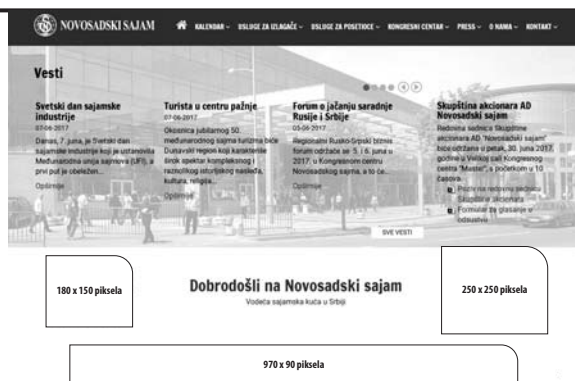 NOVOSADSKI SAJAM
KALENDAR
USLUGE ZA IZLAGAČE
USLUGE ZA POSETIOCE
KONGRESNI CENTAR
PRESS
O NAMA
KONTAKT
Vesti
Svetski dan sajamske
industrije
07-06-2017
Danas, 7. juna, je Svetski dan
sajamske industrije koji je ustanovila
Međunarodna unija sajmova (UFI), a
prvi put je obeležen...
Opširnije
Turista u centru pažnje
07-06-2017
Okosnica jubilarnog 50.
međunarodnog sajma turizma biće
Dunavski region koji karakteriše
širok spektar kompleksnog i
raznolikog istorijskog nasleđa,
kultura, religija...
Opširnije
Forum o jačanju saradnje
Rusije i Srbije
05-06-2017
Regionalni Rusko-Srpski biznis
forum održaće se 5. i 6. juna u
2017. u Kongresnom centru
Novosadskog sajma, a to će...
Opširnije
Skupština akcionara AD
Novosadski sajam
Redovna sednica Skupštine
akcionara AD "Novosadski sajam"
biće održana u petak, 30. juna 2017.
godine u Velikoj sali Kongresnog
centra "Master", s početkom u 10
časova.
Poziv na redovnu sednicu
Skupštine akcionara
Formular za glasanje u
odsustvu
SVE VESTI
180 x 150 piksela
Dobrodošli na Novosadski sajam
Vodeća sajamska kuća u Srbiji
250 x 250 piksela
970 x 90 piksela